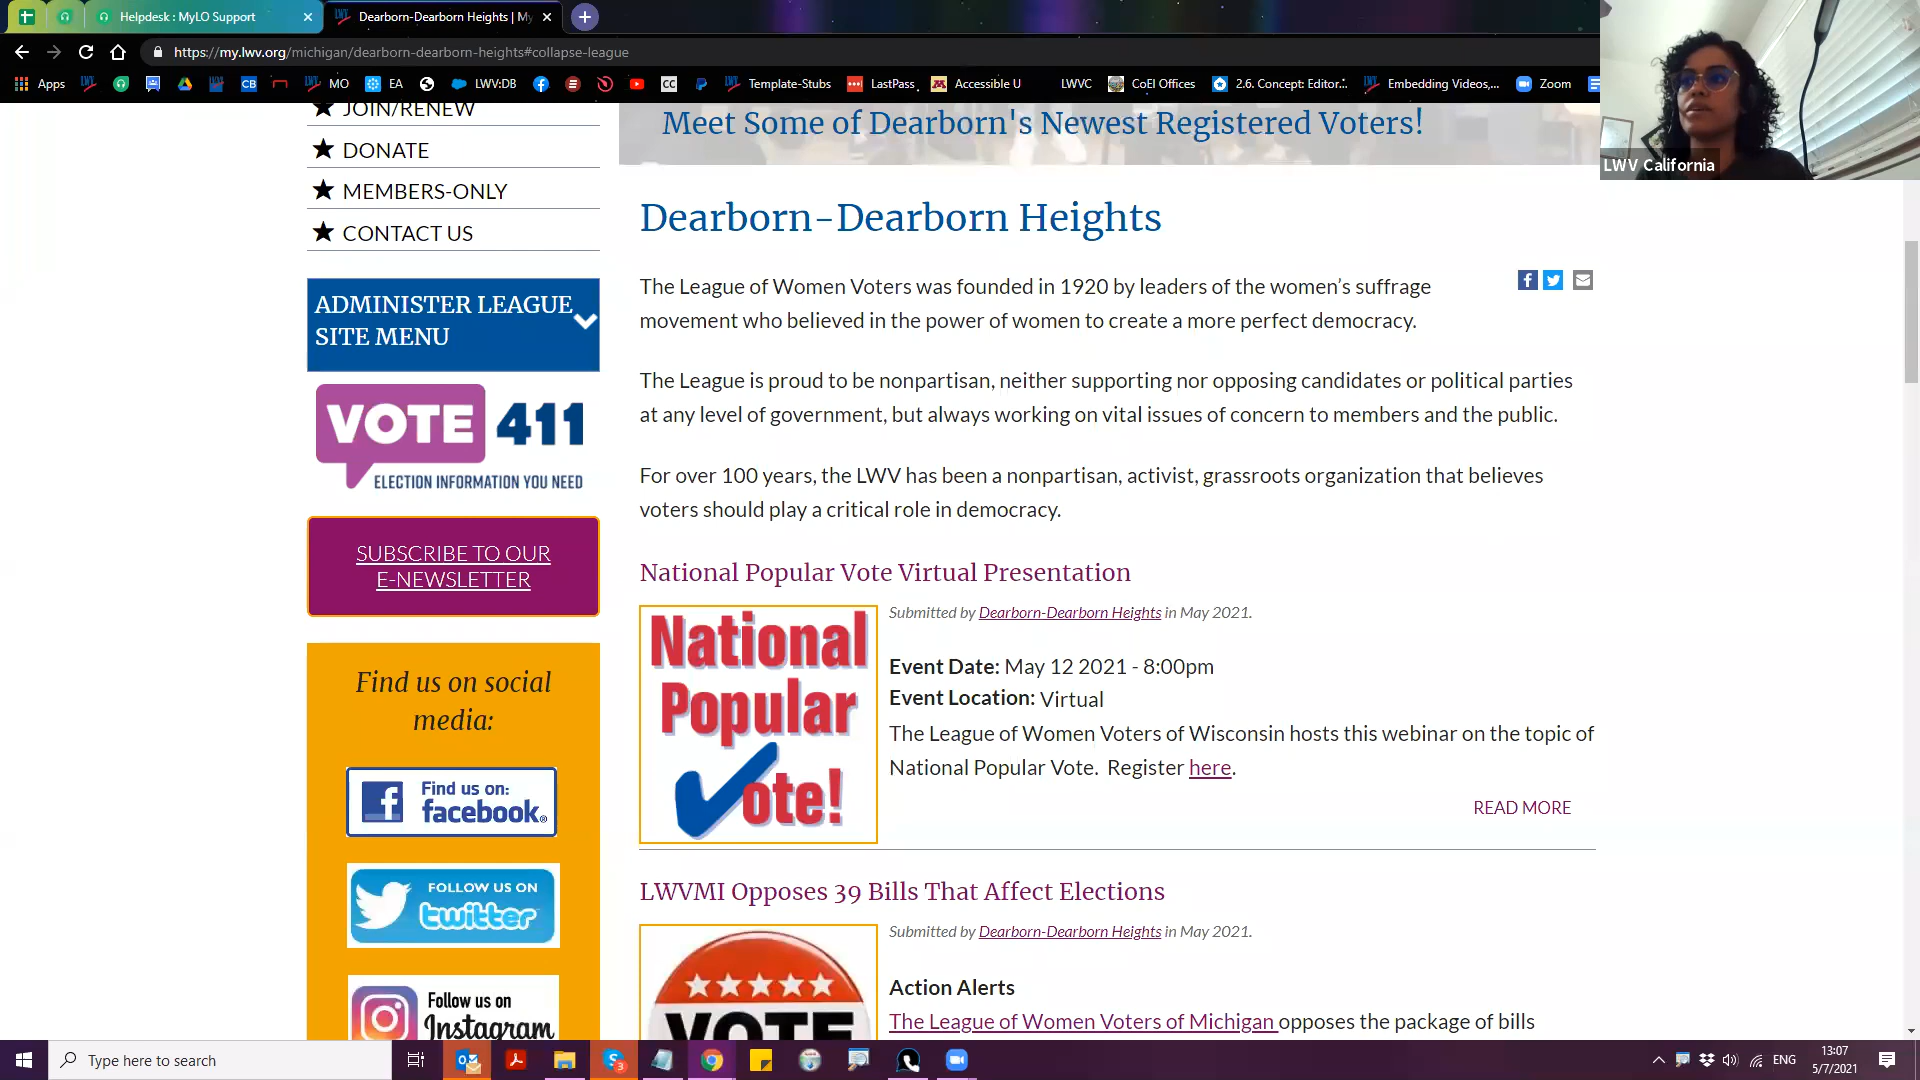 Helpdesk : MyLO Support
Dearborn-Dearborn Heights | My
https://my.lwv.org/michigan/dearborn-dearborn-heights#collapse-league
Apps CB MO EA LWV:DB CC Template-Stubs LastPass Accessible U LWVC CoEI Offices 2.6. Concept: Editor... Embedding Videos,... Zoom
LWV California
JOIN/RENEW
DONATE
MEMBERS-ONLY
CONTACT US
ADMINISTER LEAGUE
SITE MENU
VOTE 411
ELECTION INFORMATION YOU NEED
SUBSCRIBE TO OUR
E-NEWSLETTER
Find us on social
media:
Find us on:
facebook®
FOLLOW US ON
twitter
Follow us on
Instagram
Meet Some of Dearborn's Newest Registered Voters!
Dearborn-Dearborn Heights
The League of Women Voters was founded in 1920 by leaders of the women's suffrage
movement who believed in the power of women to create a more perfect democracy.
The League is proud to be nonpartisan, neither supporting nor opposing candidates or political parties
at any level of government, but always working on vital issues of concern to members and the public.
For over 100 years, the LWV has been a nonpartisan, activist, grassroots organization that believes
voters should play a critical role in democracy.
National Popular Vote Virtual Presentation
National
Popular
Vote!
Submitted by Dearborn-Dearborn Heights in May 2021.
Event Date: May 12 2021 - 8:00pm
Event Location: Virtual
The League of Women Voters of Wisconsin hosts this webinar on the topic of
National Popular Vote. Register here.
READ MORE
LWVMI Opposes 39 Bills That Affect Elections
VOTE
Submitted by Dearborn-Dearborn Heights in May 2021.
Action Alerts
The League of Women Voters of Michigan opposes the package of bills
Type here to search
3
ENG
13:07
5/7/2021